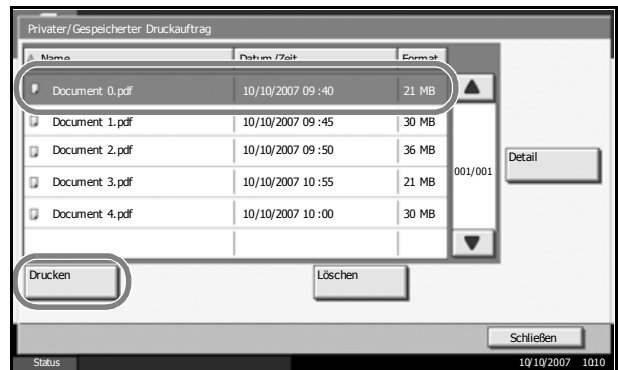 Privater/Gespeicherter Druckauftrag
Name Datum/Zeit Format
Document 0.pdf 10/10/2007 09:40 21 MB
Document 1.pdf 10/10/2007 09:45 30 MB
Document 2.pdf 10/10/2007 09:50 36 MB
Detail
001/001
Document 3.pdf 10/10/2007 10:55 21 MB
Document 4.pdf 10/10/2007 10:00 30 MB
Drucken Löschen
Schließen
Status 10/10/2007 1010